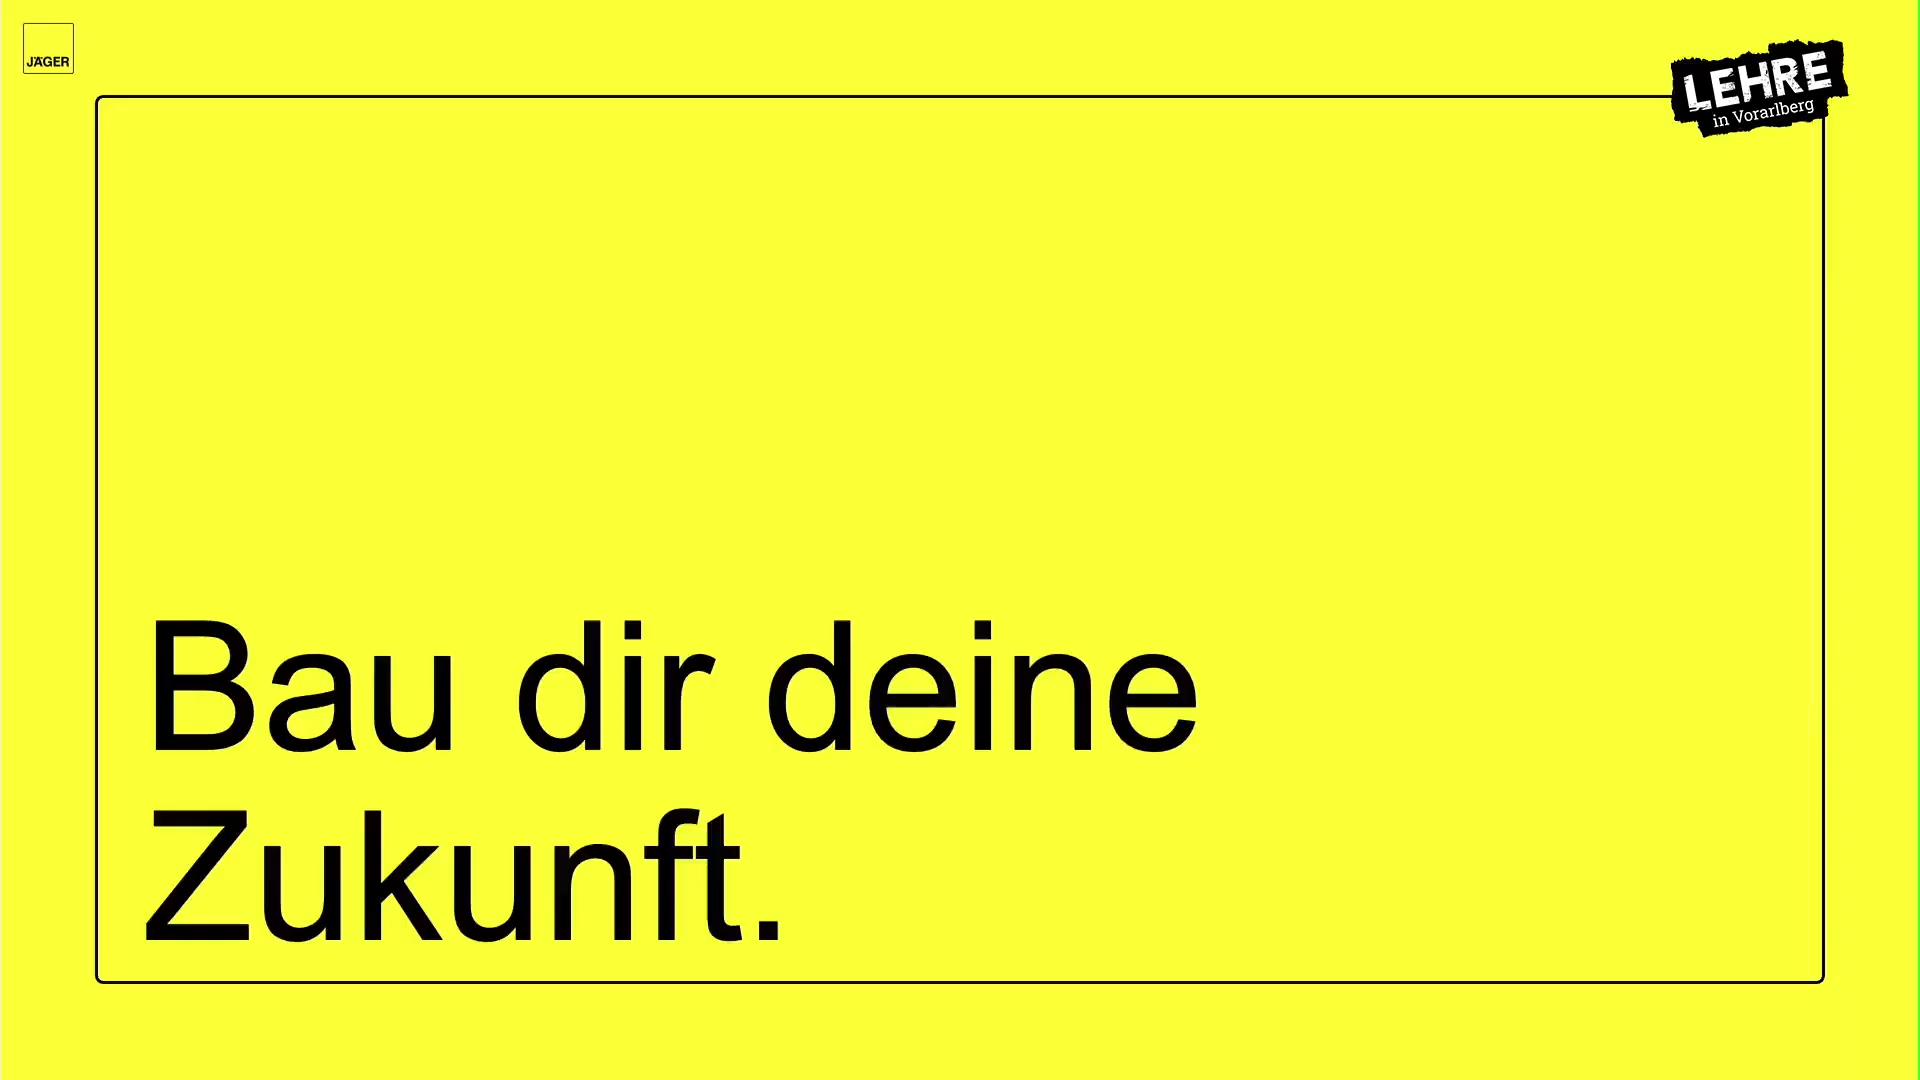 JÄGER
LEHRE
in Vorarlberg
Bau dir deine
Zukunft.